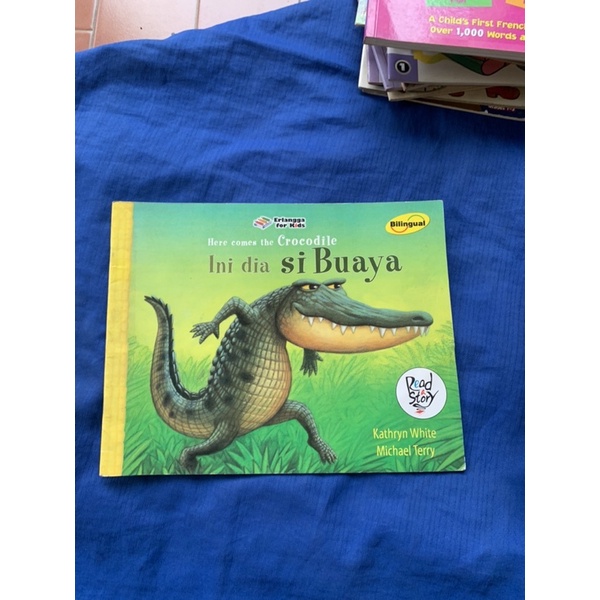 A Child's First French
Over 1,000 Words a
1
Erlangga
for Kids
Bilingual
Here comes the Crocodile
Ini dia si Buaya
Read
A
Story
Kathryn White
Michael Terry